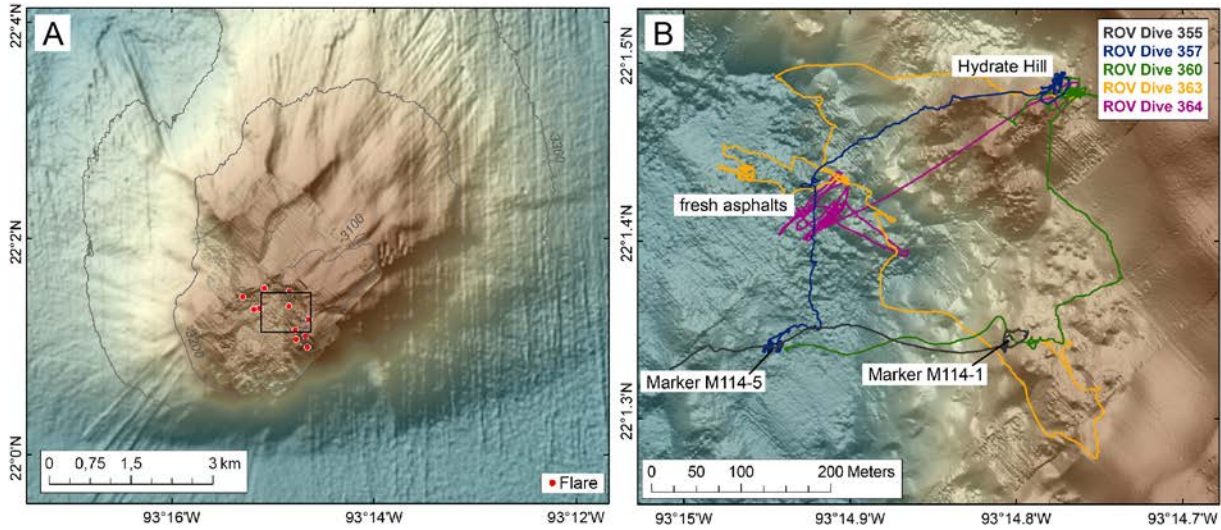 A
22°4'N
22°2'N
22°0'N
-3100
-3200
3300
0 0,75 1,5 3 km
Flare
93°16'W 93°14'W 93°12'W
B
22°1.5'N
22°1.4'N
22°1.3'N
ROV Dive 355
ROV Dive 357
ROV Dive 360
ROV Dive 363
ROV Dive 364
Hydrate Hill
fresh asphalts
Marker M114-5
Marker M114-1
0 50 100 200 Meters
93°15'W 93°14.9'W 93°14.8'W 93°14.7'W